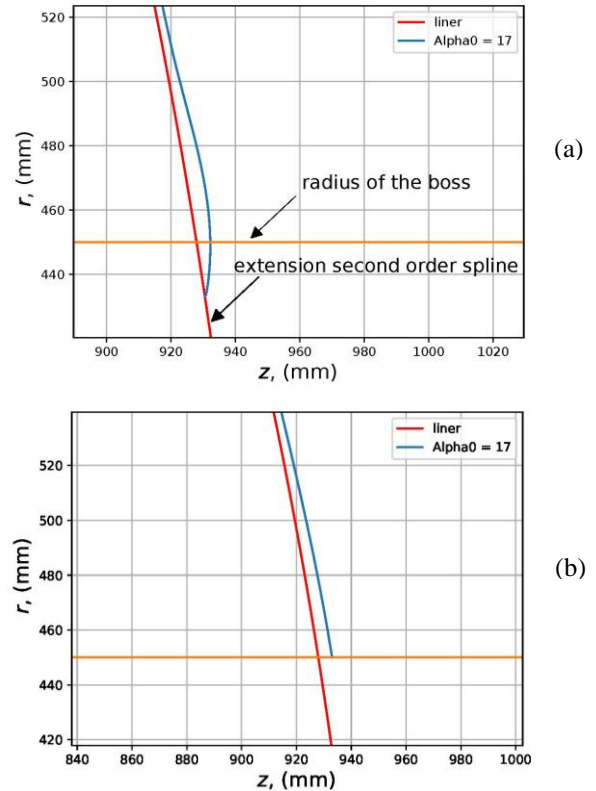 520
500
480
460
440
r, (mm)
liner
Alpha0 = 17
radius of the boss
extension second order spline
900 920 940 960 980 1000 1020
z, (mm)
(a)
520
500
480
460
440
420
r, (mm)
liner
Alpha0 = 17
840 860 880 900 920 940 960 980 1000
z, (mm)
(b)